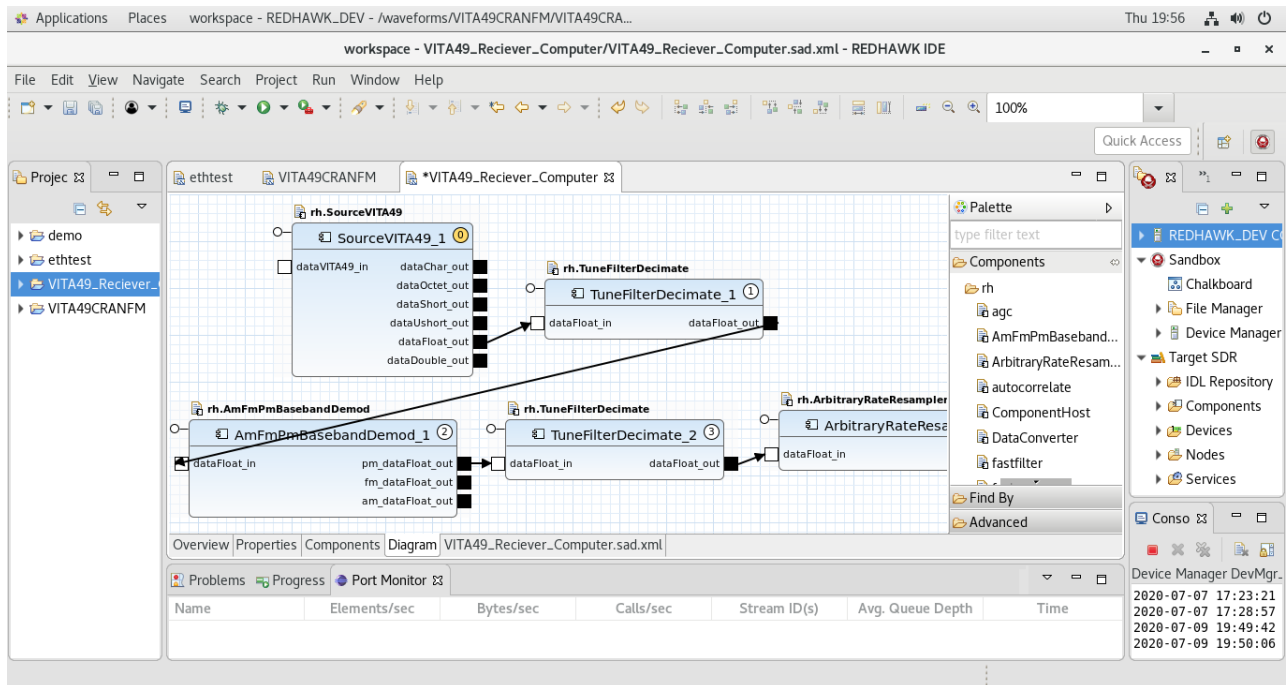 Applications Places workspace - REDHAWK_DEV - /waveforms/VITA49CRANFM/VITA49CRA... Thu 19:56
workspace - VITA49_Reciever_Computer/VITA49_Reciever_Computer.sad.xml - REDHAWK IDE
File Edit View Navigate Search Project Run Window Help
100%
Quick Access
Projec
demo
ethtest
VITA49_Reciever_
VITA49CRANFM
ethtest VITA49CRANFM *VITA49_Reciever_Computer
rh.SourceVITA49
SourceVITA49_1 0
dataVITA49_in dataChar_out
dataOctet_out
dataShort_out
dataUshort_out
dataFloat_out
dataDouble_out
rh.TuneFilterDecimate
TuneFilterDecimate_1 1
dataFloat_in dataFloat_out
rh.AmFmPmBasebandDemod
AmFmPmBasebandDemod_1 2
dataFloat_in pm_dataFloat_out
fm_dataFloat_out
am_dataFloat_out
rh.TuneFilterDecimate
TuneFilterDecimate_2 3
dataFloat_in dataFloat_out
rh.ArbitraryRateResampler
ArbitraryRateResa
dataFloat_in
Palette
type filter text
Components
rh
agc
AmFmPmBaseband...
ArbitraryRateResam...
autocorrelate
ComponentHost
DataConverter
fastfilter
Find By
Advanced
Overview Properties Components Diagram VITA49_Reciever_Computer.sad.xml
Problems Progress Port Monitor
Name Elements/sec Bytes/sec Calls/sec Stream ID(s) Avg. Queue Depth Time
»1
REDHAWK_DEV CO
Sandbox
Chalkboard
File Manager
Device Manager
Target SDR
IDL Repository
Components
Devices
Nodes
Services
Conso
Device Manager DevMgr.
2020-07-07 17:23:21
2020-07-07 17:28:57
2020-07-09 19:49:42
2020-07-09 19:50:06